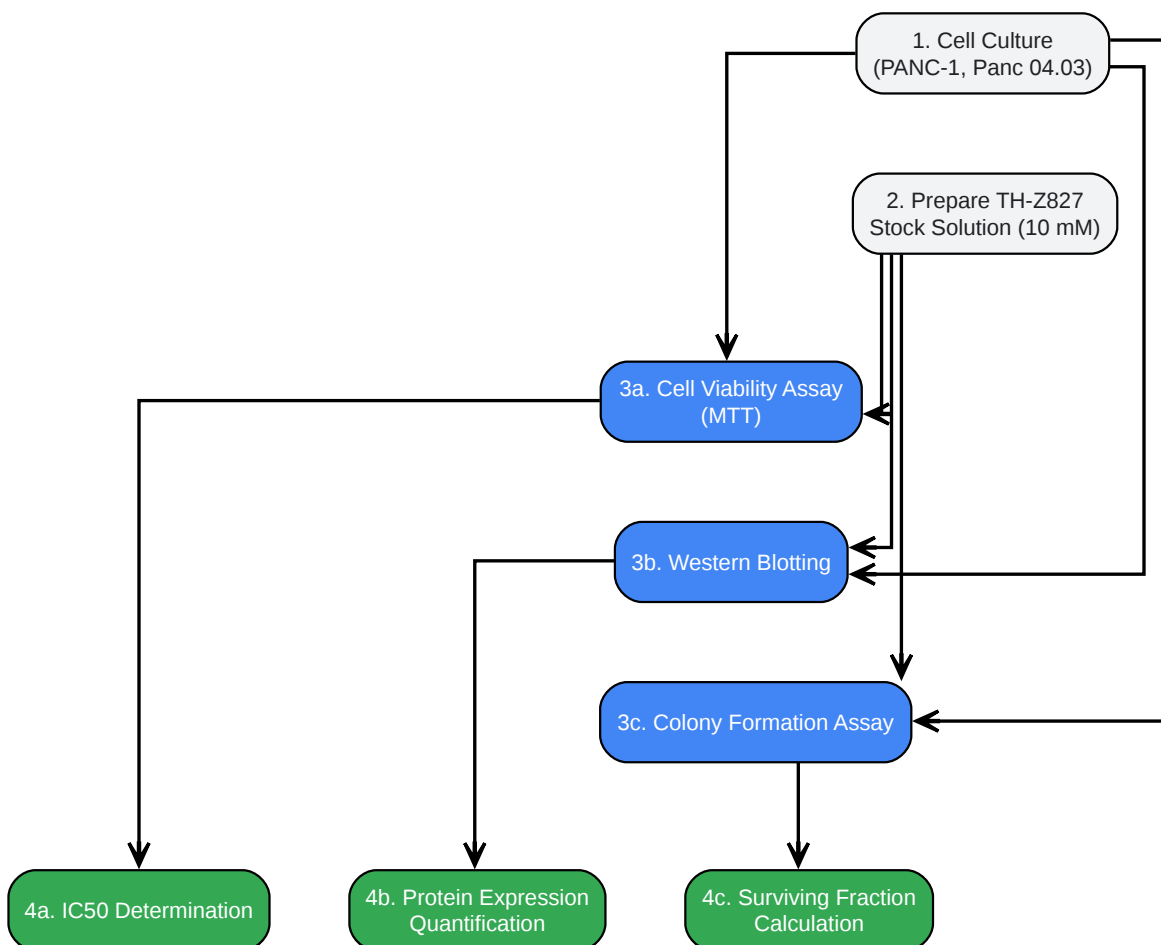 1. Cell Culture
(PANC-1, Panc 04.03)
2. Prepare TH-Z827
Stock Solution (10 mM)
3a. Cell Viability Assay
(MTT)
3b. Western Blotting
3c. Colony Formation Assay
4a. IC50 Determination
4b. Protein Expression
Quantification
4c. Surviving Fraction
Calculation